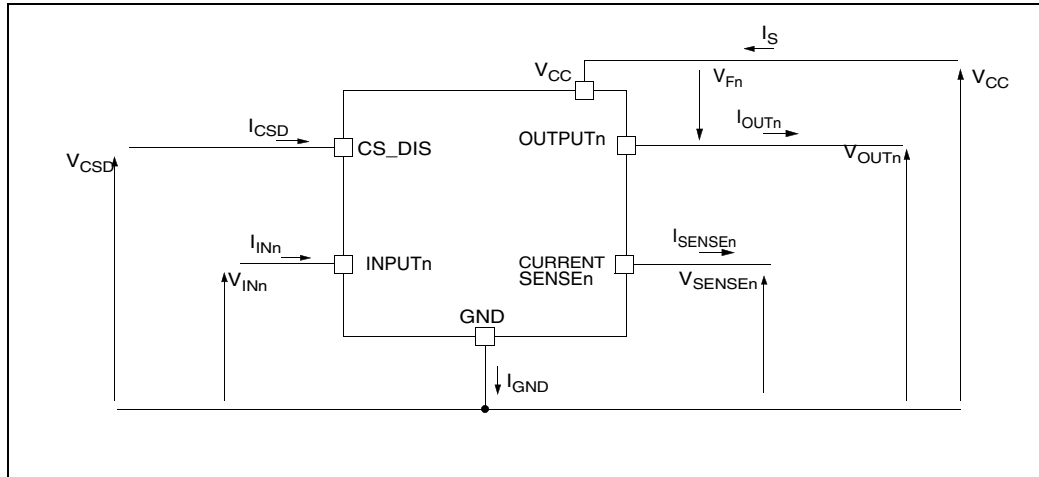 I_S
V_CC
V_Fn
V_CC
I_OUTn
I_CSD
OUTPUTn
CS_DIS
V_CSD
V_OUTn
I_SENSEn
I_INn
INPUTn
CURRENT
SENSEn
V_INn
V_SENSEn
GND
I_GND